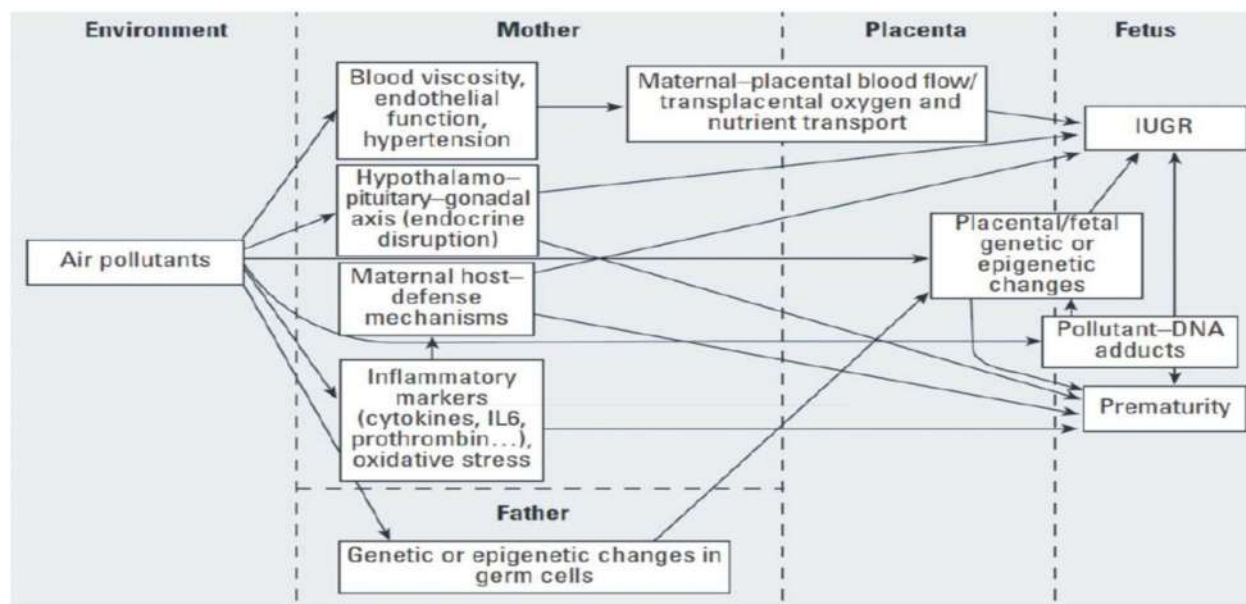 Environment
Mother
Placenta
Fetus
Blood viscosity,
endothelial
function,
hypertension
Maternal–placental blood flow/
transplacental oxygen and
nutrient transport
IUGR
Hypothalamo–
pituitary–gonadal
axis (endocrine
disruption)
Air pollutants
Placental/fetal
genetic or
epigenetic
changes
Maternal host–
defense
mechanisms
Pollutant–DNA
adducts
Inflammatory
markers
(cytokines, IL6,
prothrombin...),
oxidative stress
Prematurity
Father
Genetic or epigenetic changes in
germ cells